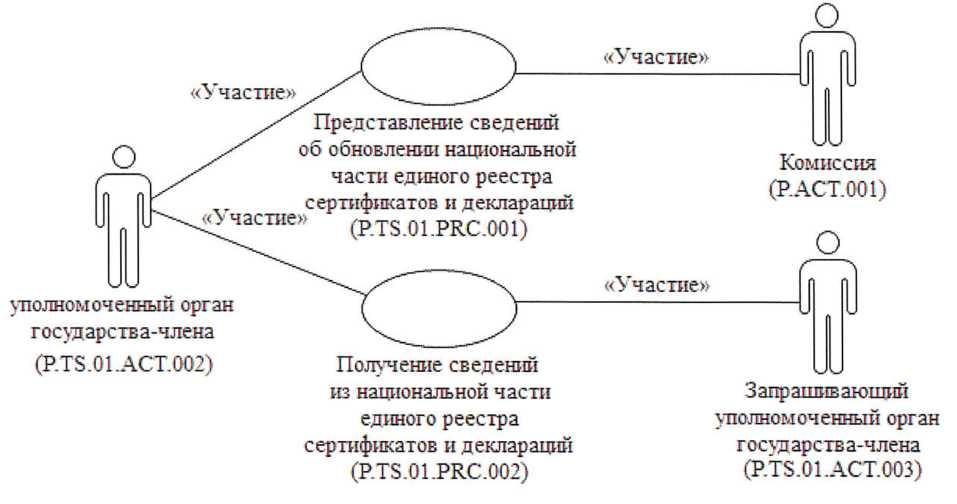 «Участие»
«Участие»
Представление сведений
об обновлении национальной
части единого реестра
сертификатов и деклараций
(P.TS.01.PRC.001)
Комиссия
(P.ACT.001)
«Участие»
«Участие»
уполномоченный орган
государства-члена
(P.TS.01.ACT.002)
Получение сведений
из национальной части
единого реестра
сертификатов и деклараций
(P.TS.01.PRC.002)
Запрашивающий
уполномоченный орган
государства-члена
(P.TS.01.ACT.003)